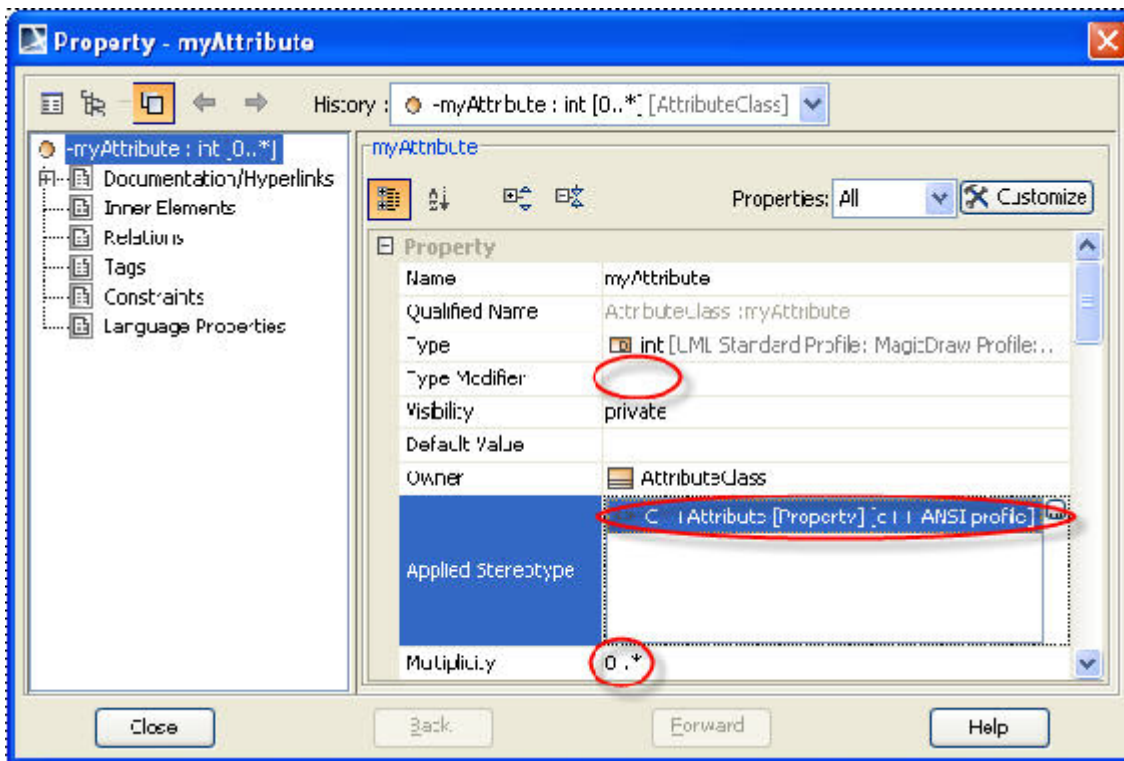 Property - myAttribute
History : -myAttribute : int [0..*] [AttributeClass]
-myAttribute : int [0..*]
Documentation/Hyperlinks
Inner Elements
Relations
Tags
Constraints
Language Properties
myAttribute
Properties: All Customize
Property
Name myAttribute
Qualified Name AttributeClass::myAttribute
Type int [UML Standard Profile::MagicDraw Profile:...
Type Modifier
Visibility private
Default Value
Owner AttributeClass
Applied Stereotype C++Attribute [Property] [c++ ANSI profile]
Multiplicity 0..*
Close Back Forward Help